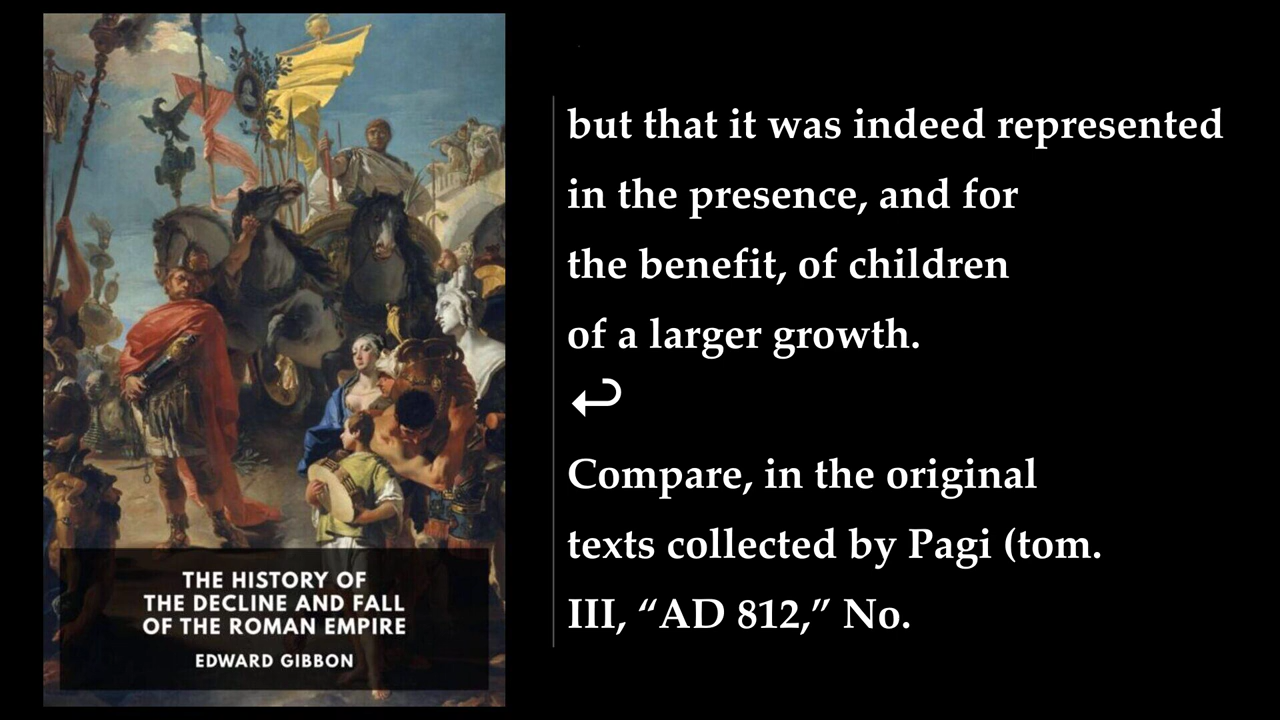 THE HISTORY OF
THE DECLINE AND FALL
OF THE ROMAN EMPIRE
EDWARD GIBBON
but that it was indeed represented
in the presence, and for
the benefit, of children
of a larger growth.
↩
Compare, in the original
texts collected by Pagi (tom.
III, “AD 812,” No.